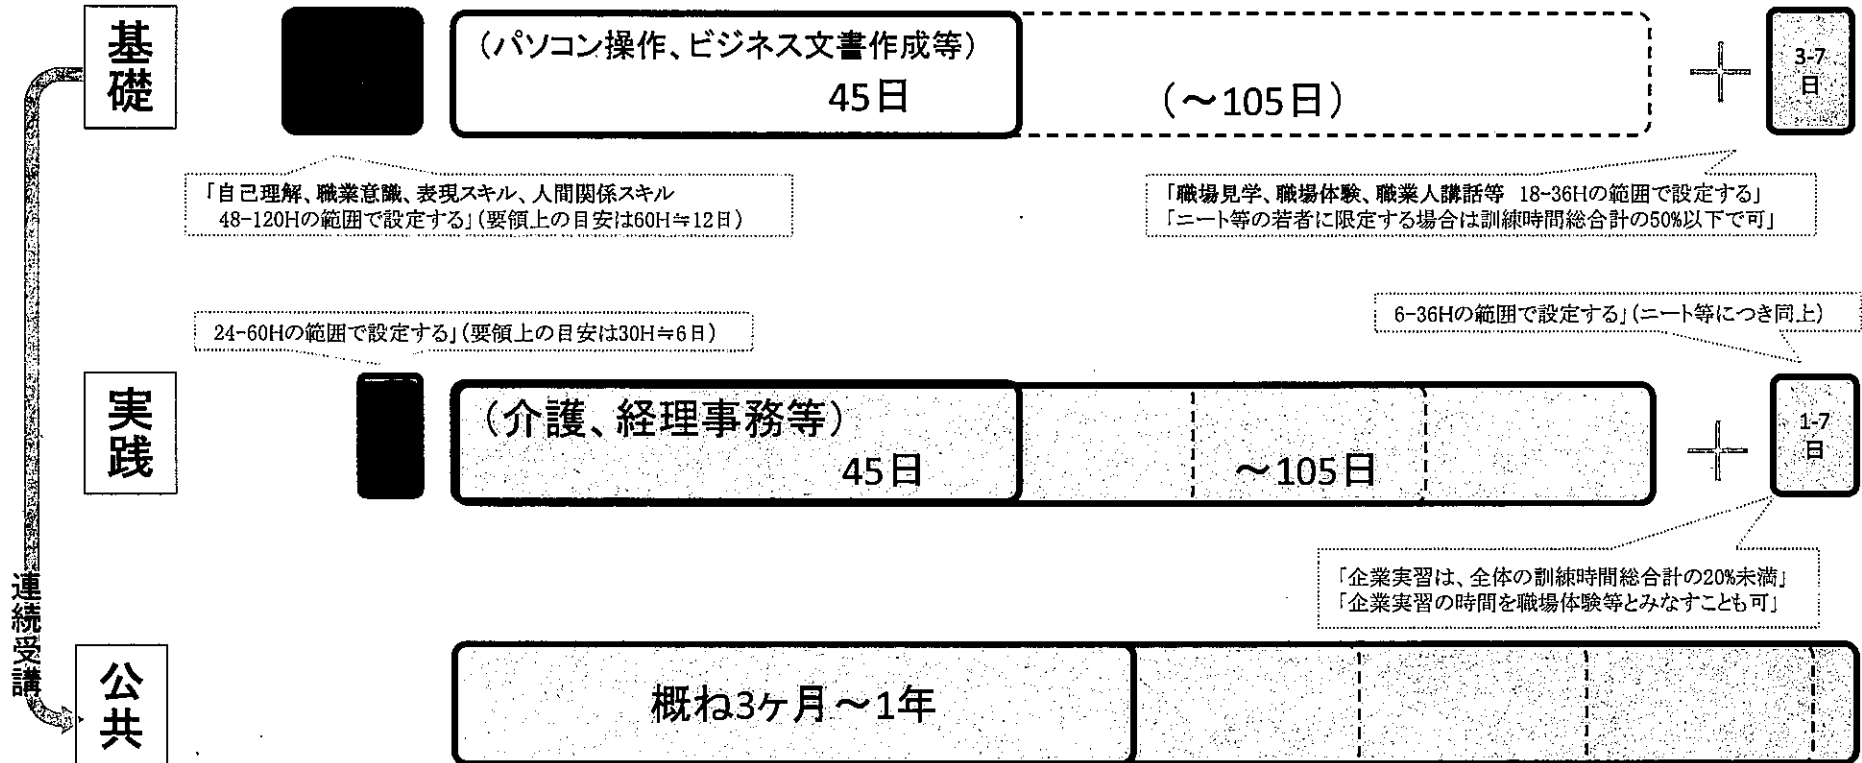 基礎
(パソコン操作、ビジネス文書作成等)
45日
(～105日)
3-7
日
「自己理解、職業意識、表現スキル、人間関係スキル
48-120Hの範囲で設定する」(要領上の目安は60H≒12日)
「職場見学、職場体験、職業人講話等 18-36Hの範囲で設定する」
「ニート等の若者に限定する場合は訓練時間総合計の50%以下で可」
24-60Hの範囲で設定する」(要領上の目安は30H≒6日)
6-36Hの範囲で設定する」(ニート等につき同上)
実践
(介護、経理事務等)
45日
～105日
1-7
日
「企業実習は、全体の訓練時間総合計の20%未満」
「企業実習の時間を職場体験等とみなすことも可」
連続受講
公共
概ね3ヶ月～1年